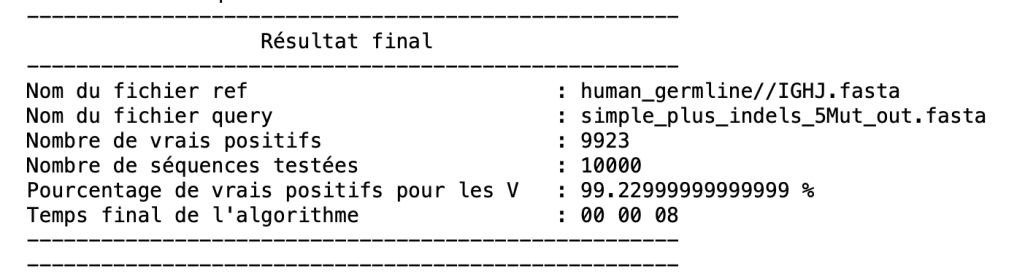 Résultat final
Nom du fichier ref : human_germline//IGHJ.fasta
Nom du fichier query : simple_plus_indels_5Mut_out.fasta
Nombre de vrais positifs : 9923
Nombre de séquences testées : 10000
Pourcentage de vrais positifs pour les V : 99.22999999999999 %
Temps final de l'algorithme : 00 00 08